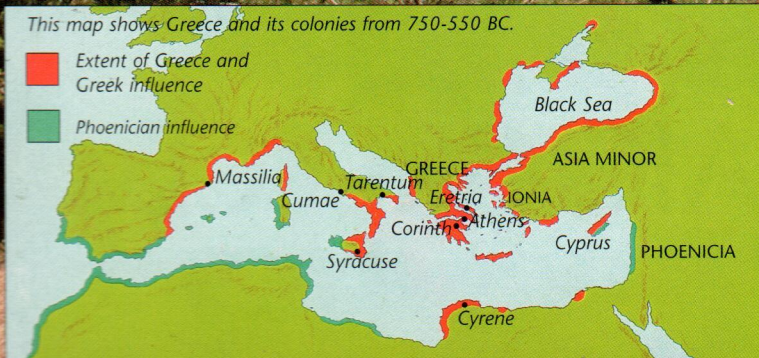 This map shows Greece and its colonies from 750-550 BC.
Extent of Greece and
Greek influence
Phoenician influence
Black Sea
ASIA MINOR
GREECE
Massilia
Tarentum
Cumae
Eretria
IONIA
Corinth
Athens
Cyprus
PHOENICIA
Syracuse
Cyrene